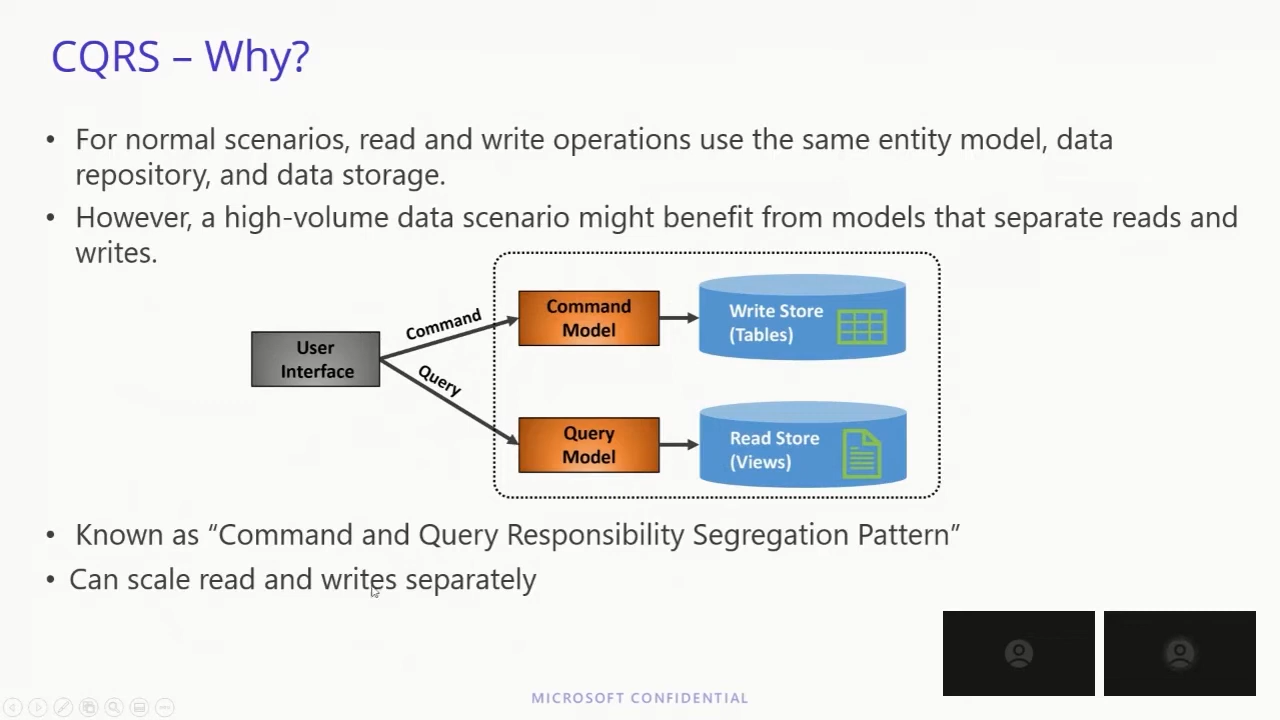 CQRS – Why?
• For normal scenarios, read and write operations use the same entity model, data
repository, and data storage.
• However, a high-volume data scenario might benefit from models that separate reads and
writes.
User
Interface
Command
Query
Command
Model
Query
Model
Write Store
(Tables)
Read Store
(Views)
• Known as “Command and Query Responsibility Segregation Pattern”
• Can scale read and writes separately
MICROSOFT CONFIDENTIAL